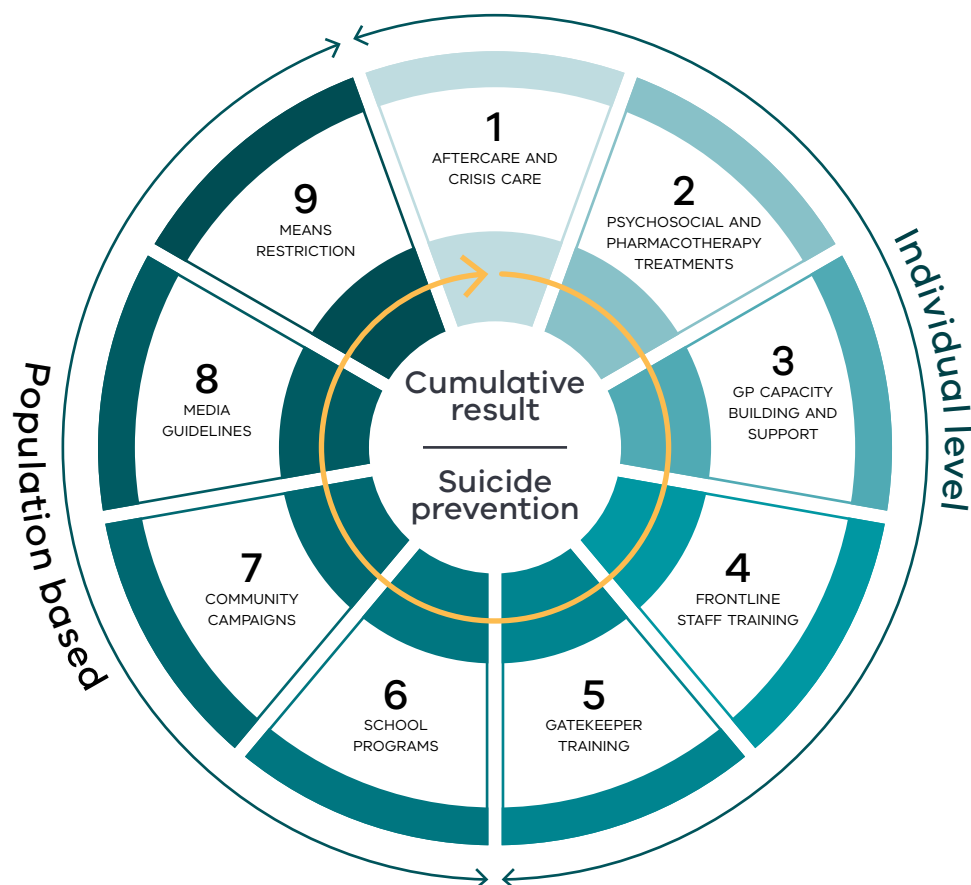 1
AFTERCARE AND
CRISIS CARE
2
PSYCHOSOCIAL AND
PHARMACOTHERAPY
TREATMENTS
3
GP CAPACITY
BUILDING AND
SUPPORT
4
FRONTLINE
STAFF TRAINING
5
GATEKEEPER
TRAINING
6
SCHOOL
PROGRAMS
7
COMMUNITY
CAMPAIGNS
8
MEDIA
GUIDELINES
9
MEANS
RESTRICTION
Cumulative
result
Suicide
prevention
Individual level
Population based